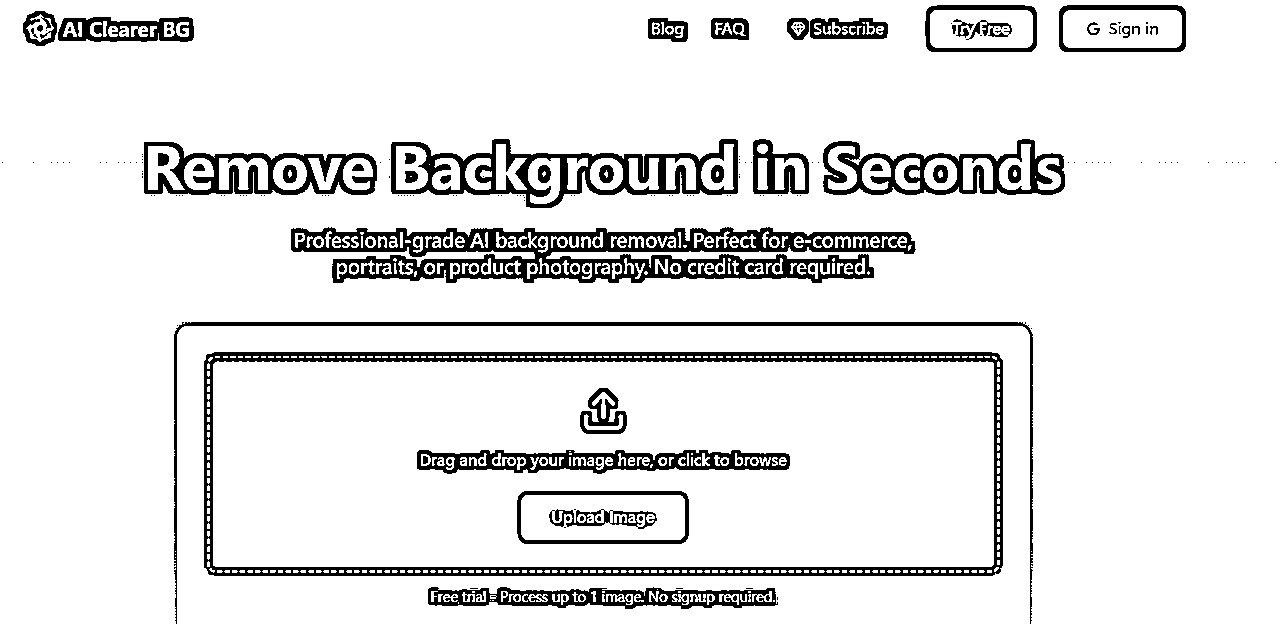 AI Clearer BG
Blog FAQ Subscribe Try Free G Sign in
Remove Background in Seconds
Professional-grade AI background removal. Perfect for e-commerce,
portraits, or product photography. No credit card required.
Drag and drop your image here, or click to browse
Upload Image
Free trial - Process up to 1 image. No signup required.